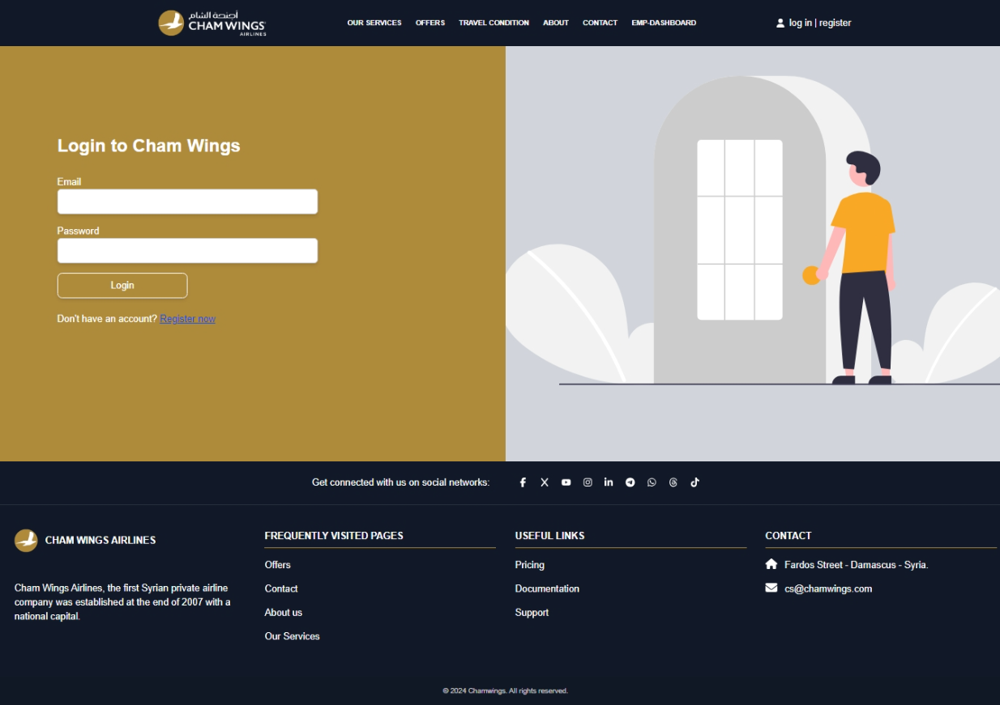 أجنحة الشام
CHAM WINGS
AIRLINES
OUR SERVICES OFFERS TRAVEL CONDITION ABOUT CONTACT EMP-DASHBOARD
log in | register
Login to Cham Wings
Email
Password
Login
Don't have an account? Register now
Get connected with us on social networks:
CHAM WINGS AIRLINES
Cham Wings Airlines, the first Syrian private airline
company was established at the end of 2007 with a
national capital.
FREQUENTLY VISITED PAGES
Offers
Contact
About us
Our Services
USEFUL LINKS
Pricing
Documentation
Support
CONTACT
Fardos Street - Damascus - Syria.
cs@chamwings.com
© 2024 Chamwings. All rights reserved.